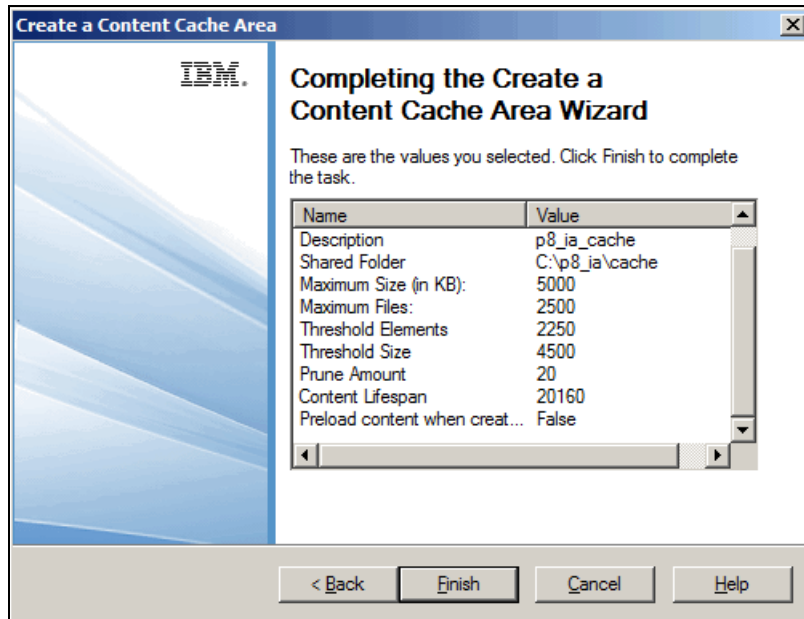 Create a Content Cache Area
IBM.
Completing the Create a
Content Cache Area Wizard
These are the values you selected. Click Finish to complete
the task.
Name Value
Description p8_ia_cache
Shared Folder C:\p8_ia\cache
Maximum Size (in KB): 5000
Maximum Files: 2500
Threshold Elements 2250
Threshold Size 4500
Prune Amount 20
Content Lifespan 20160
Preload content when creat... False
< Back Finish Cancel Help